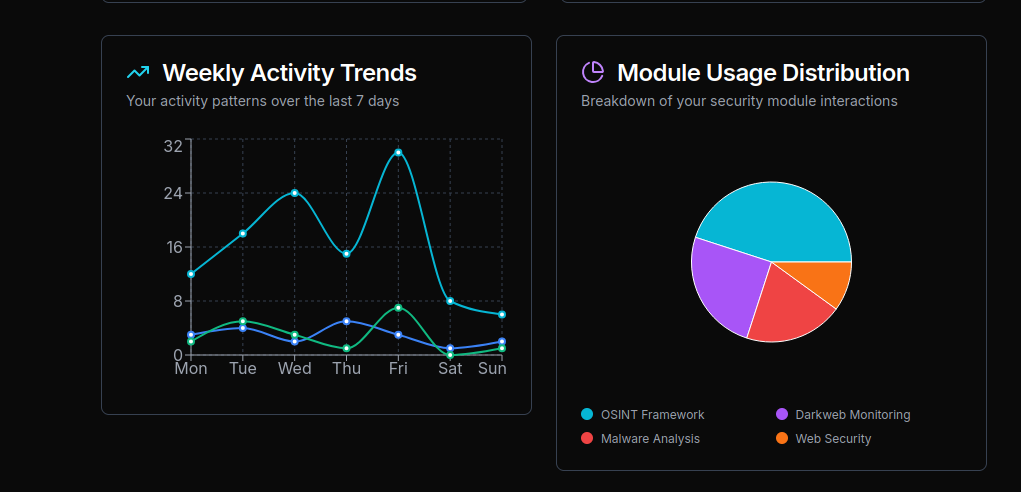 Weekly Activity Trends
Your activity patterns over the last 7 days
32
24
16
8
0
Mon Tue Wed Thu Fri Sat Sun
Module Usage Distribution
Breakdown of your security module interactions
OSINT Framework
Darkweb Monitoring
Malware Analysis
Web Security